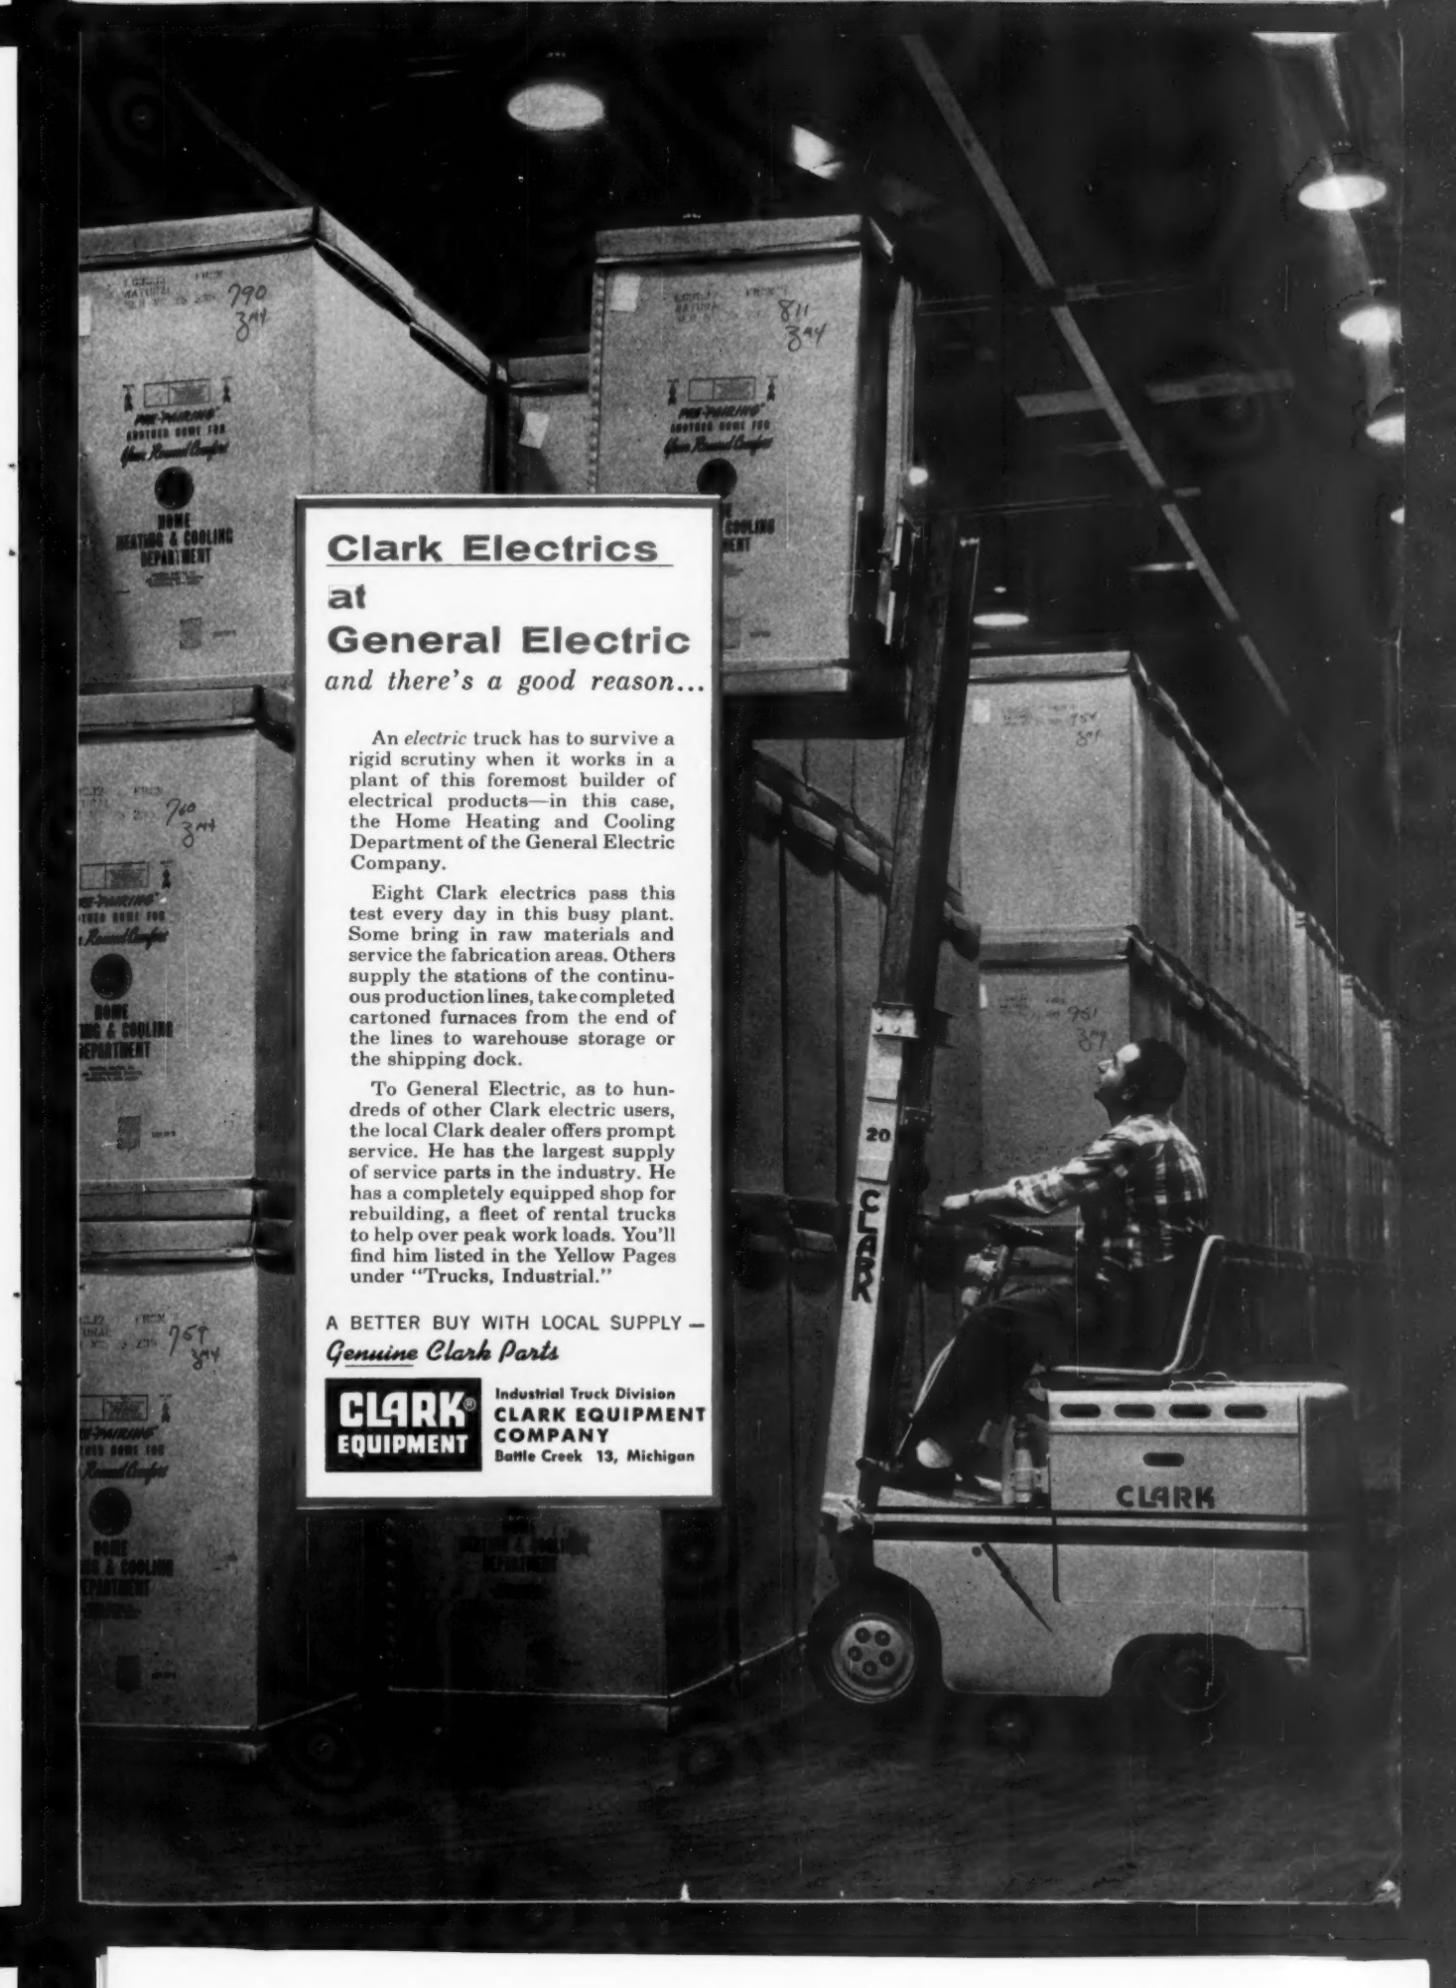 790
811
HOME
HEATING & COOLING
DEPARTMENT
Clark Electrics
at
General Electric
and there's a good reason...
An electric truck has to survive a
rigid scrutiny when it works in a
plant of this foremost builder of
electrical products—in this case,
the Home Heating and Cooling
Department of the General Electric
Company.
Eight Clark electrics pass this
test every day in this busy plant.
Some bring in raw materials and
service the fabrication areas. Others
supply the stations of the continu-
ous production lines, take completed
cartoned furnaces from the end of
the lines to warehouse storage or
the shipping dock.
To General Electric, as to hun-
dreds of other Clark electric users,
the local Clark dealer offers prompt
service. He has the largest supply
of service parts in the industry. He
has a completely equipped shop for
rebuilding, a fleet of rental trucks
to help over peak work loads. You'll
find him listed in the Yellow Pages
under "Trucks, Industrial."
A BETTER BUY WITH LOCAL SUPPLY—
Genuine Clark Parts
CLARK®
EQUIPMENT
Industrial Truck Division
CLARK EQUIPMENT
COMPANY
Battle Creek 13, Michigan
760
HOME
& COOLING
20
CLARK
CLARK